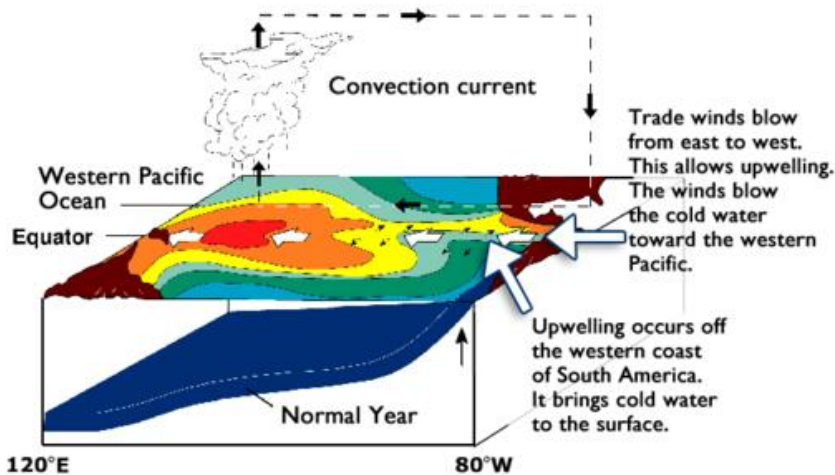 Convection current
Trade winds blow
from east to west.
This allows upwelling.
The winds blow
the cold water
toward the western
Pacific.
Western Pacific
Ocean
Equator
Upwelling occurs off
the western coast
of South America.
It brings cold water
to the surface.
Normal Year
120°E
80°W